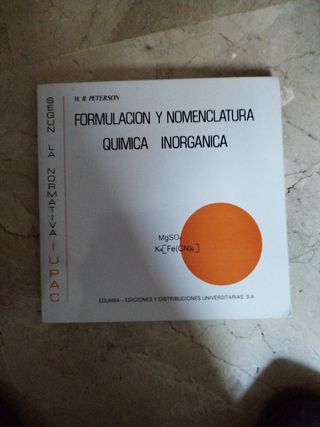 SEGUN LA NORMATIVA IUPAC
W. R. PETERSON
FORMULACION Y NOMENCLATURA
QUIMICA INORGANICA
MgSO₄
K₄[Fe(CN)₆]
EDUNSA – EDICIONES Y DISTRIBUCIONES UNIVERSITARIAS S.A.